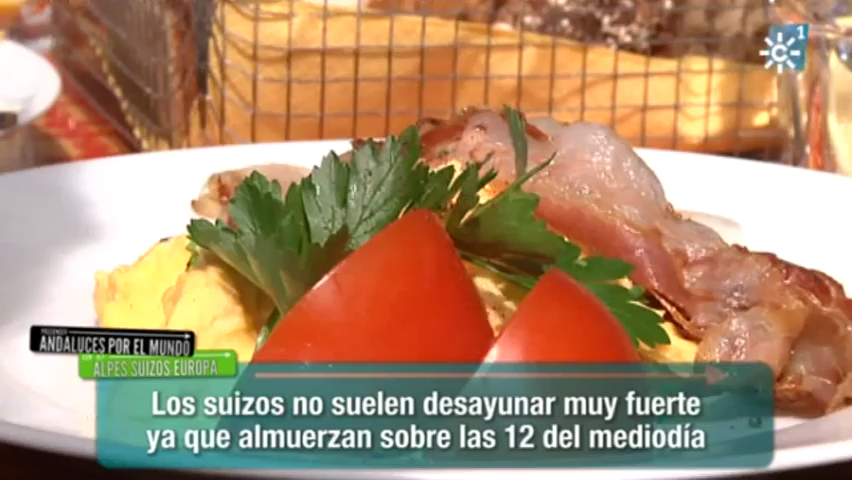 1
ANDALUCES POR EL MUNDO
ALPES SUIZOS EUROPA
Los suizos no suelen desayunar muy fuerte
ya que almuerzan sobre las 12 del mediodía